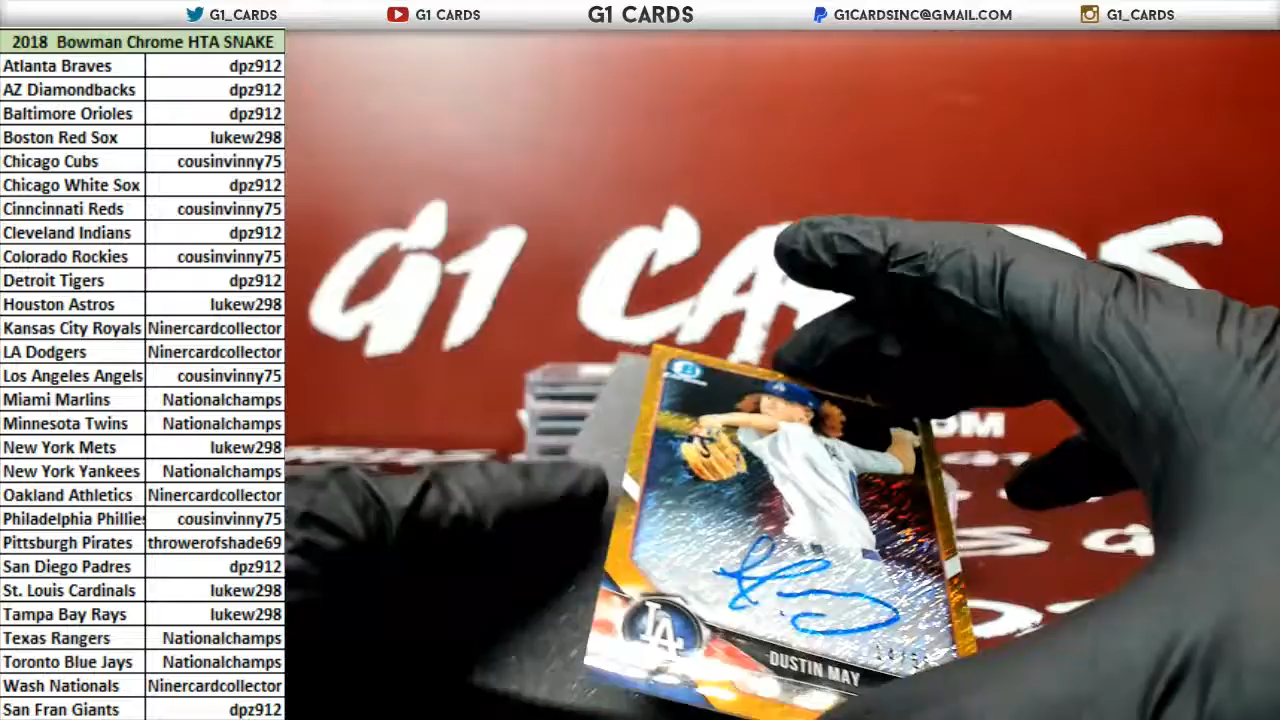 G1_CARDS
G1 CARDS
G1 CARDS
G1CARDSINC@GMAIL.COM
G1_CARDS
2018 Bowman Chrome HTA SNAKE
Atlanta Braves dpz912
AZ Diamondbacks dpz912
Baltimore Orioles dpz912
Boston Red Sox lukew298
Chicago Cubs cousinvinny75
Chicago White Sox dpz912
Cinncinnati Reds cousinvinny75
Cleveland Indians dpz912
Colorado Rockies cousinvinny75
Detroit Tigers dpz912
Houston Astros lukew298
Kansas City Royals Ninercardcollector
LA Dodgers Ninercardcollector
Los Angeles Angels cousinvinny75
Miami Marlins Nationalchamps
Minnesota Twins Nationalchamps
New York Mets lukew298
New York Yankees Nationalchamps
Oakland Athletics Ninercardcollector
Philadelphia Phillies cousinvinny75
Pittsburgh Pirates throwerofshade69
San Diego Padres dpz912
St. Louis Cardinals lukew298
Tampa Bay Rays lukew298
Texas Rangers Nationalchamps
Toronto Blue Jays Nationalchamps
Wash Nationals Ninercardcollector
San Fran Giants dpz912
G1 CARDS
B
LA
DUSTIN MAY